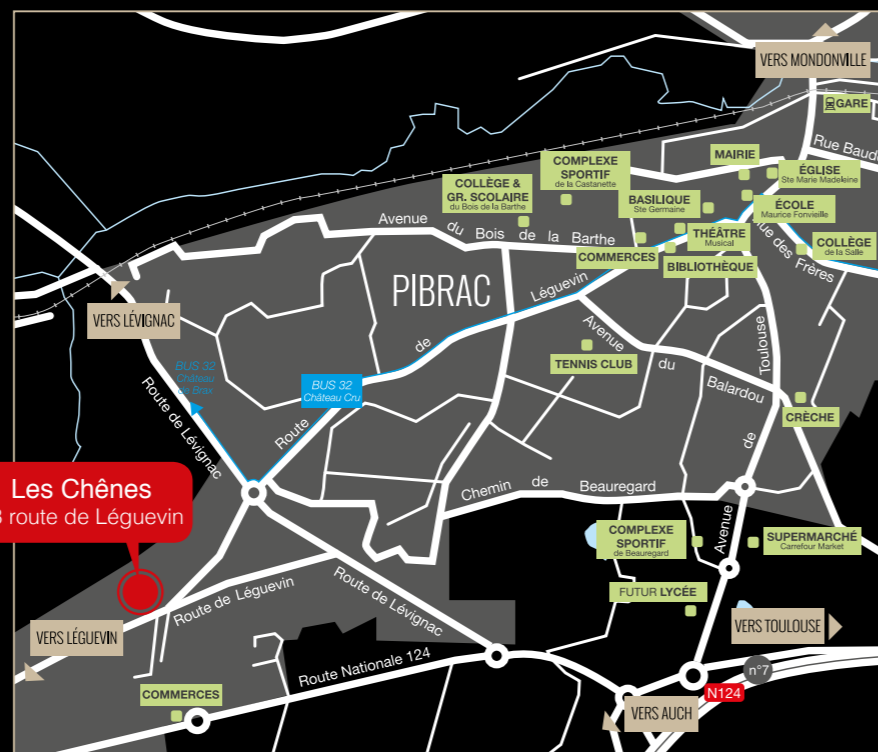 VERS MONDONVILLE
GARE
Rue Baud
MAIRIE
ÉGLISE
Ste Marie Madeleine
COMPLEXE
SPORTIF
de la Castanette
COLLÈGE &
GR. SCOLAIRE
du Bois de la Barthe
BASILIQUE
Ste Germaine
ÉCOLE
Maurice Fonvieille
Avenue du Bois de la Barthe
THÉÂTRE
Musical
ue des Frères
COLLÈGE
de la Salle
COMMERCES
BIBLIOTHÈQUE
PIBRAC
VERS LÉVIGNAC
Route de Léguevin
Avenue du Balardou
TENNIS CLUB
BUS 32
Château
de Brax
BUS 32
Château Cru
Route de Lévignac
CRÈCHE
Avenue de Toulouse
Chemin de Beauregard
Les Chênes
3 route de Léguevin
COMPLEXE
SPORTIF
de Beauregard
SUPERMARCHÉ
Carrefour Market
FUTUR LYCÉE
Route de Léguevin
Route de Lévignac
VERS LÉGUEVIN
VERS TOULOUSE
Route Nationale 124
n°7
N124
COMMERCES
VERS AUCH